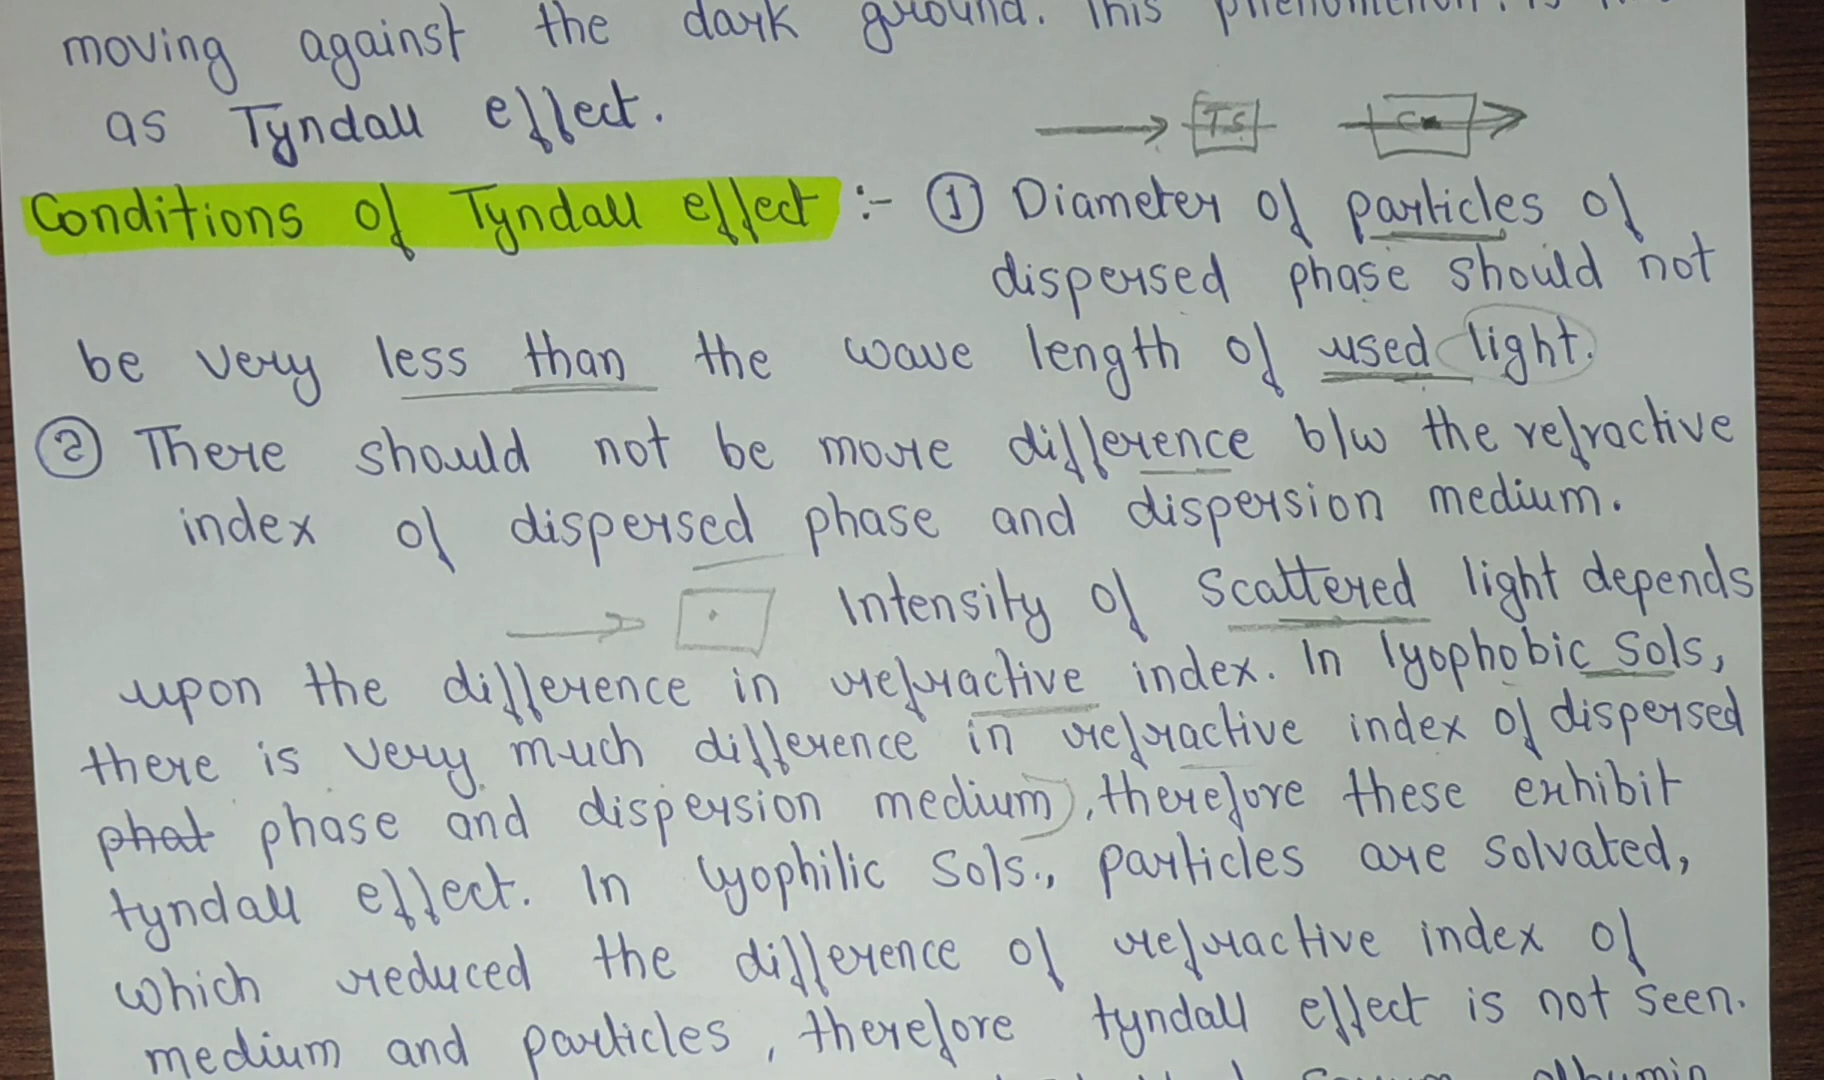 moving against the dark ground. This phenomenon is
as Tyndall effect.
TS
Conditions of Tyndall effect :- ① Diameter of particles of
dispersed phase should not
be very less than the wave length of used light.
② There should not be more difference b/w the refractive
index of dispersed phase and dispersion medium.
Intensity of scattered light depends
upon the difference in refractive index. In lyophobic sols,
there is very much difference in refractive index of dispersed
phat phase and dispersion medium, therefore these exhibit
tyndall effect. In lyophilic sols., particles are solvated,
which reduced the difference of refractive index of
medium and particles, therefore tyndall effect is not seen.
albumin